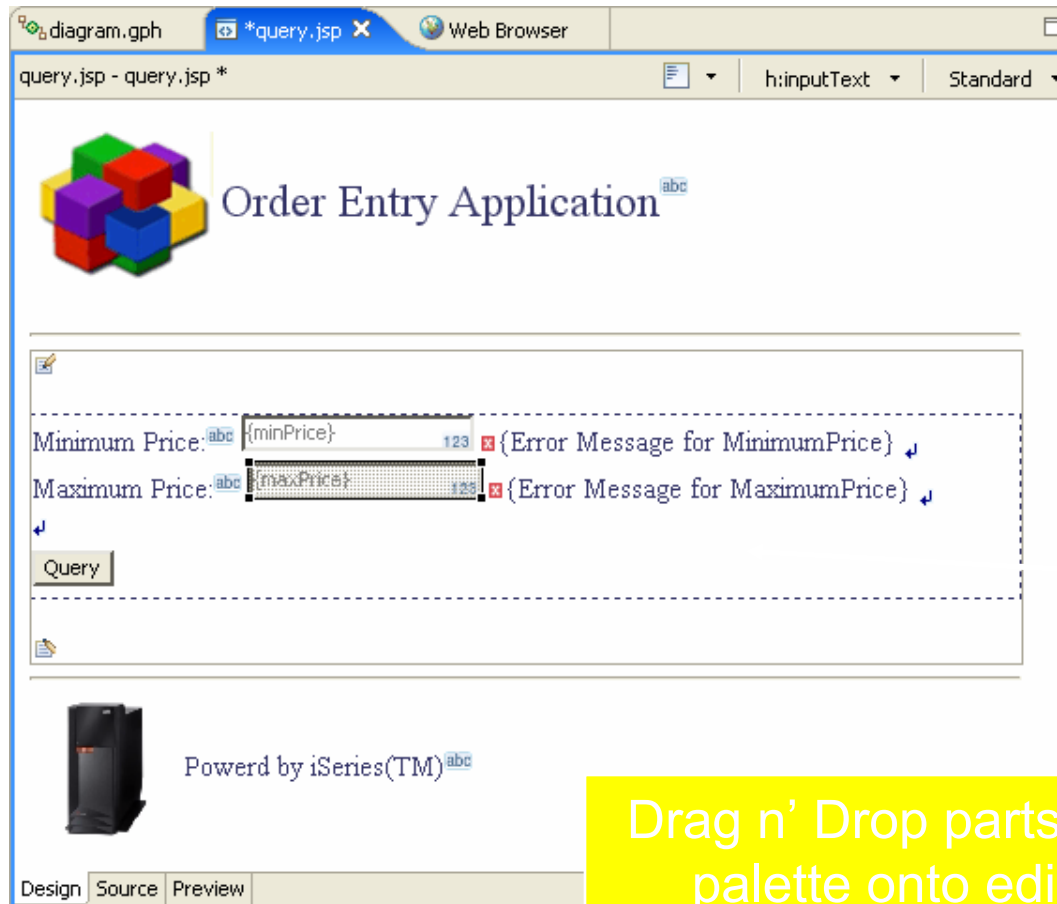 diagram.gph *query.jsp Web Browser
query.jsp - query.jsp * h:inputText Standard
Order Entry Application abc
Minimum Price: abc {minPrice} 123 {Error Message for MinimumPrice}
Maximum Price: abc {maxPrice} 123 {Error Message for MaximumPrice}
Query
Powerd by iSeries(TM) abc
Drag n’ Drop parts
palette onto edi
Design Source Preview